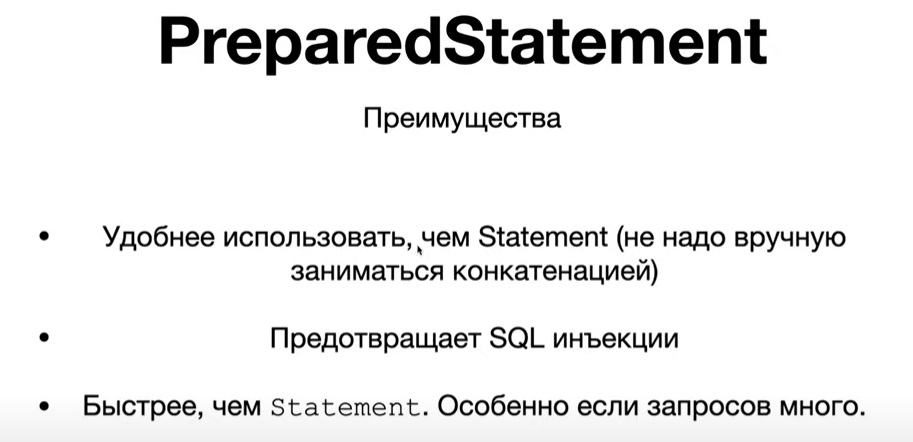 PreparedStatement
Преимущества
• Удобнее использовать, чем Statement (не надо вручную
заниматься конкатенацией)
• Предотвращает SQL инъекции
• Быстрее, чем Statement. Особенно если запросов много.